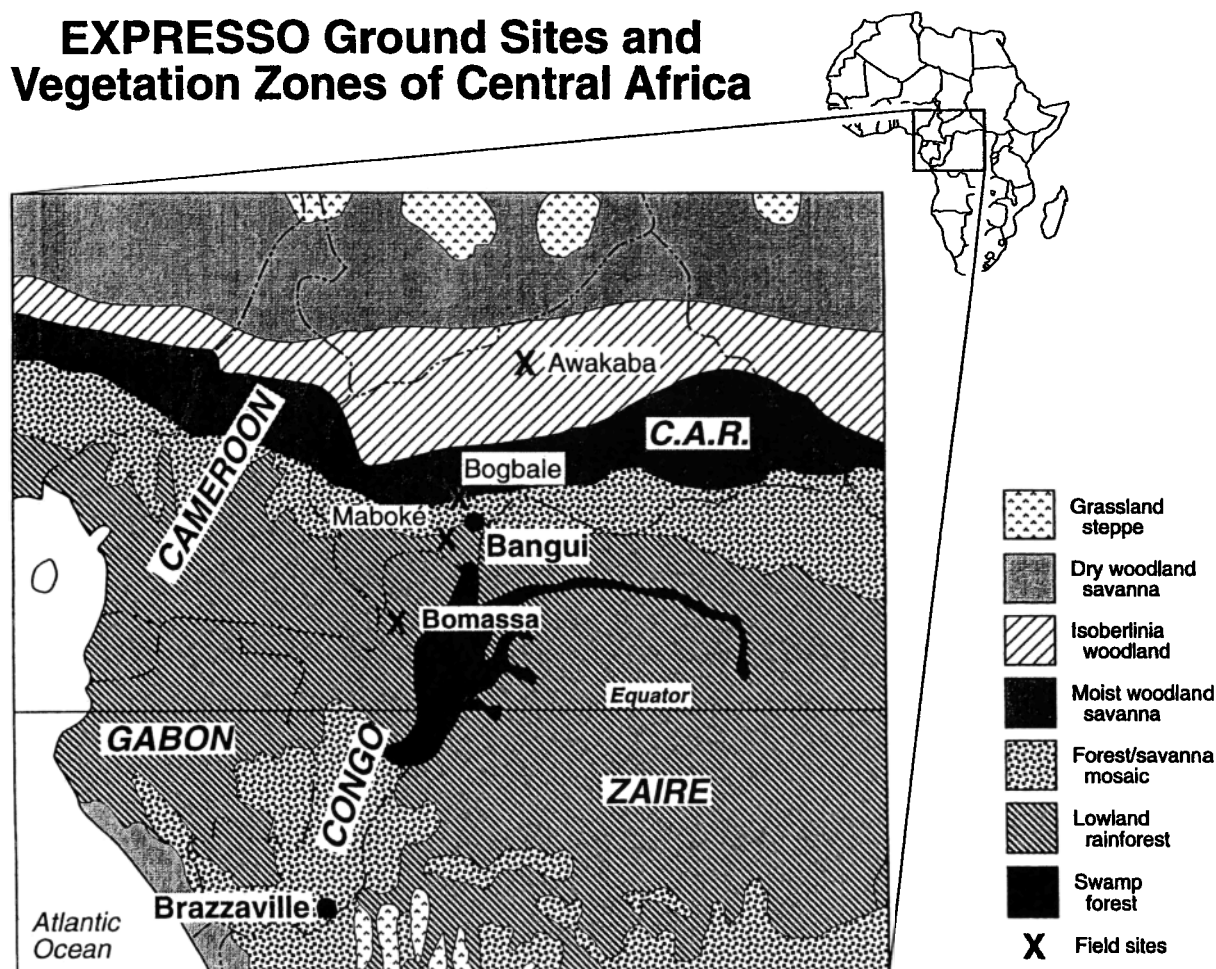 EXPRESSO Ground Sites and
Vegetation Zones of Central Africa
Awakaba
C.A.R.
CAMEROON
Bogbale
Maboké
Bangui
Bomassa
Equator
GABON
CONGO
ZAIRE
Brazzaville
Atlantic
Ocean
Grassland
steppe
Dry woodland
savanna
Isoberlinia
woodland
Moist woodland
savanna
Forest/savanna
mosaic
Lowland
rainforest
Swamp
forest
X Field sites